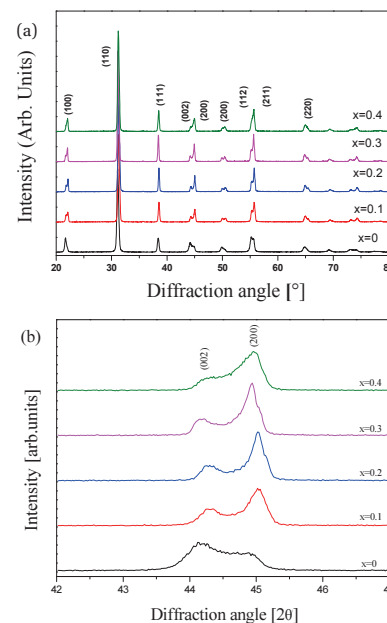 (a)
Intensity (Arb. Units)
(100)
(110)
(111)
(002)
(200)
(200)
(112)
(211)
(220)
x=0.4
x=0.3
x=0.2
x=0.1
x=0
20 30 40 50 60 70 80
Diffraction angle [°]
(b)
Intensity [arb.units]
(002)
(200)
x=0.4
x=0.3
x=0.2
x=0.1
x=0
42 43 44 45 46
Diffraction angle [2θ]